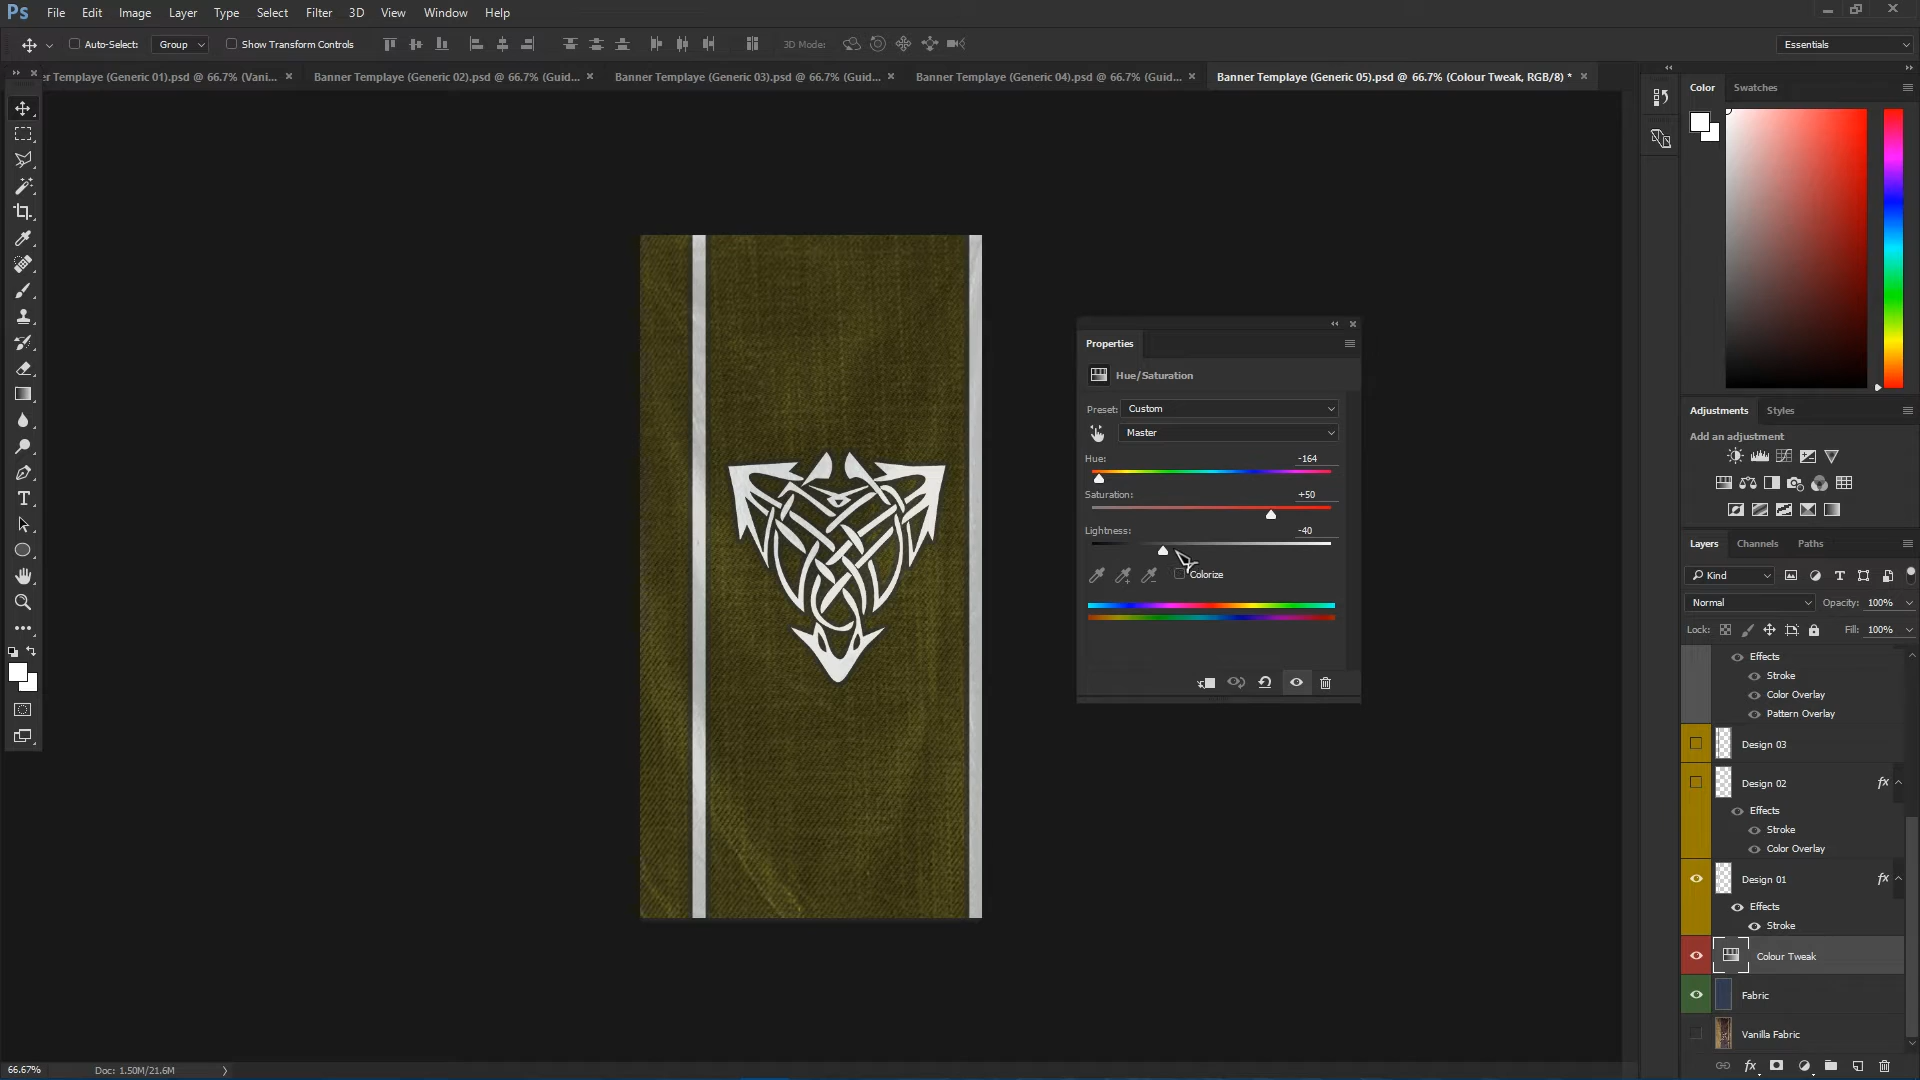 Ps File Edit Image Layer Type Select Filter 3D View Window Help
Auto-Select: Group Show Transform Controls 3D Mode: Essentials
er Templaye (Generic 01).psd @ 66.7% (Vani... × Banner Templaye (Generic 02).psd @ 66.7% (Guid... × Banner Templaye (Generic 03).psd @ 66.7% (Guid... × Banner Templaye (Generic 04).psd @ 66.7% (Guid... × Banner Templaye (Generic 05).psd @ 66.7% (Colour Tweak, RGB/8) * ×
Color Swatches
Properties
Hue/Saturation
Preset: Custom
Master
Hue: -164
Saturation: +50
Lightness: -40
Colorize
Adjustments Styles
Add an adjustment
Layers Channels Paths
Kind
Normal Opacity: 100%
Lock: Fill: 100%
Effects
Stroke
Color Overlay
Pattern Overlay
Design 03
Design 02 fx
Effects
Stroke
Color Overlay
Design 01 fx
Effects
Stroke
Colour Tweak
Fabric
Vanilla Fabric
fx
66.67% Doc: 1.50M/21.6M